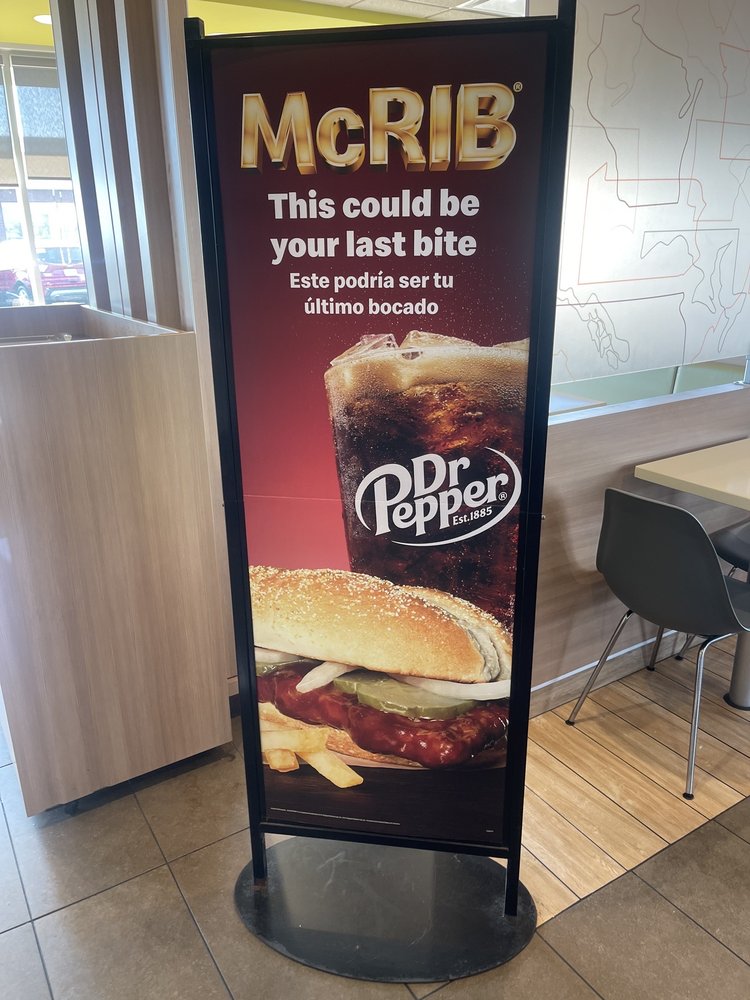 McRIB®
This could be
your last bite
Este podría ser tu
último bocado
Dr
Pepper®
Est.1885